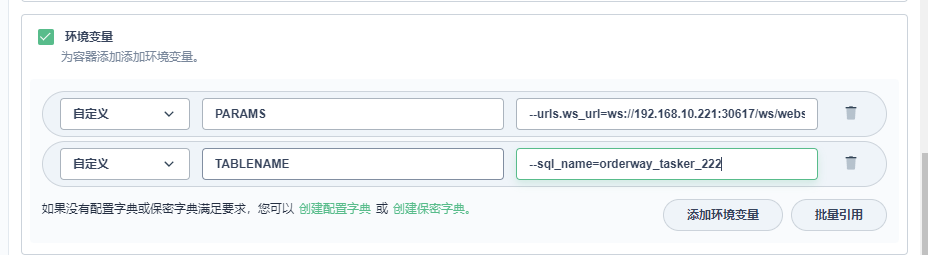 环境变量
为容器添加添加环境变量。
自定义 PARAMS --urls.ws_url=ws://192.168.10.221:30617/ws/webs
自定义 TABLENAME --sql_name=orderway_tasker_222
如果没有配置字典或保密字典满足要求，您可以 创建配置字典 或 创建保密字典。
添加环境变量 批量引用